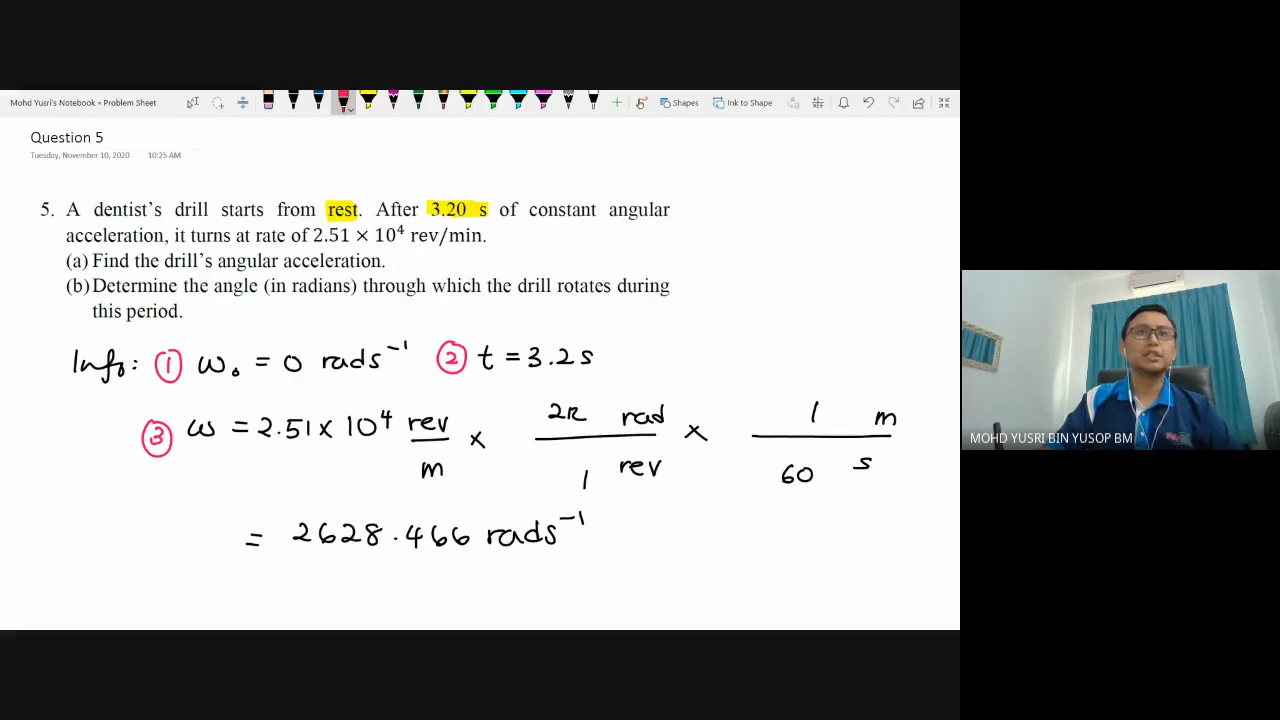 Mohd Yusri's Notebook » Problem Sheet
Shapes
Ink to Shape
Question 5
Tuesday, November 10, 2020 10:25 AM
5. A dentist's drill starts from rest. After 3.20 s of constant angular
acceleration, it turns at rate of 2.51 × 10⁴ rev/min.
(a) Find the drill's angular acceleration.
(b) Determine the angle (in radians) through which the drill rotates during
this period.
Info: ① ω₀ = 0 rads⁻¹ ② t = 3.2 s
③ ω = 2.51 x 10⁴ rev/m x 2π rad/1 rev x 1 m/60 s
= 2628.466 rads⁻¹
MOHD YUSRI BIN YUSOP BM